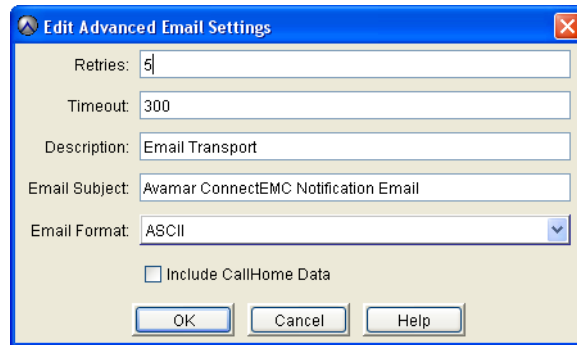 Edit Advanced Email Settings
Retries: 5
Timeout: 300
Description: Email Transport
Email Subject: Avamar ConnectEMC Notification Email
Email Format: ASCII
Include CallHome Data
OK Cancel Help